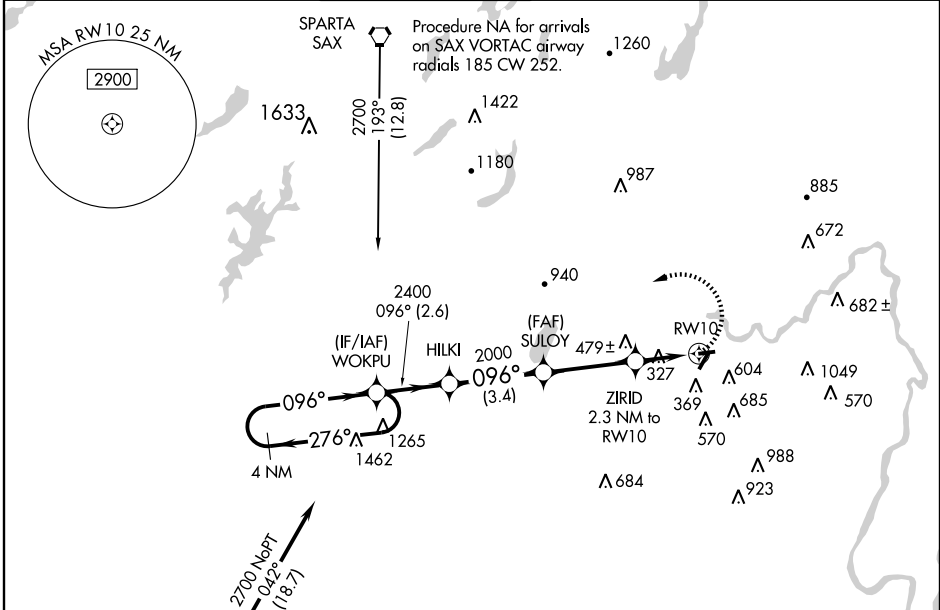 MSA RW10 25 NM
2900
SPARTA
SAX
Procedure NA for arrivals
on SAX VORTAC airway
radials 185 CW 252.
1260
1633
2700
193°
(12.8)
1422
1180
987
885
672
940
682±
2400
096° (2.6)
(IF/IAF)
WOKPU
HILKI
2000
096°
(3.4)
(FAF)
SULOY
479±
327
RW10
096°
276°
4 NM
1265
1462
ZIRID
2.3 NM to
RW10
369
604
685
570
1049
570
988
923
684
2700 NoPT
042°
(18.7)